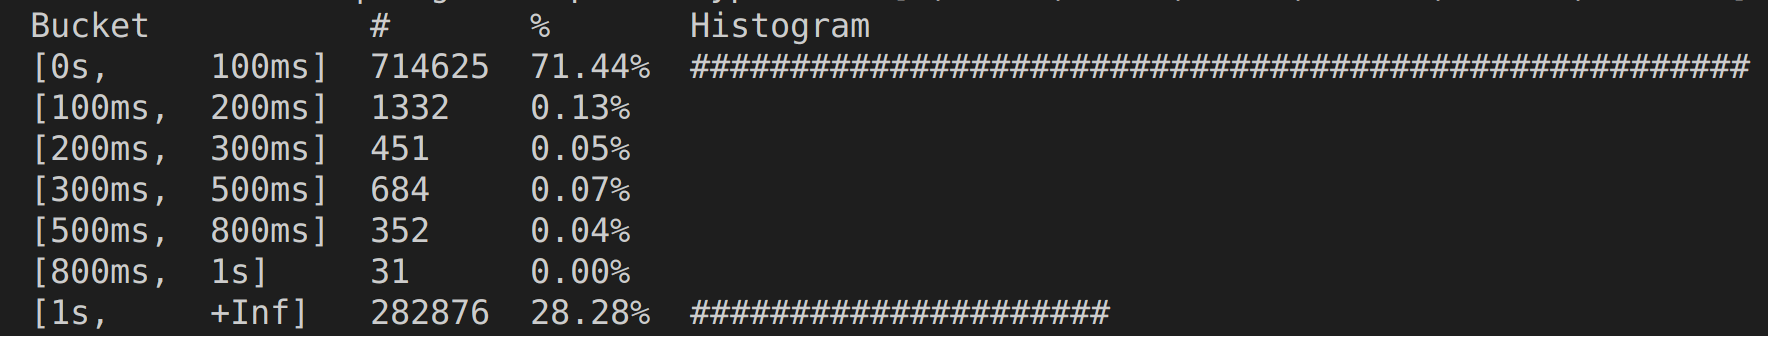 Bucket # % Histogram
[0s, 100ms] 714625 71.44% #####################################################
[100ms, 200ms] 1332 0.13%
[200ms, 300ms] 451 0.05%
[300ms, 500ms] 684 0.07%
[500ms, 800ms] 352 0.04%
[800ms, 1s] 31 0.00%
[1s, +Inf] 282876 28.28% #####################